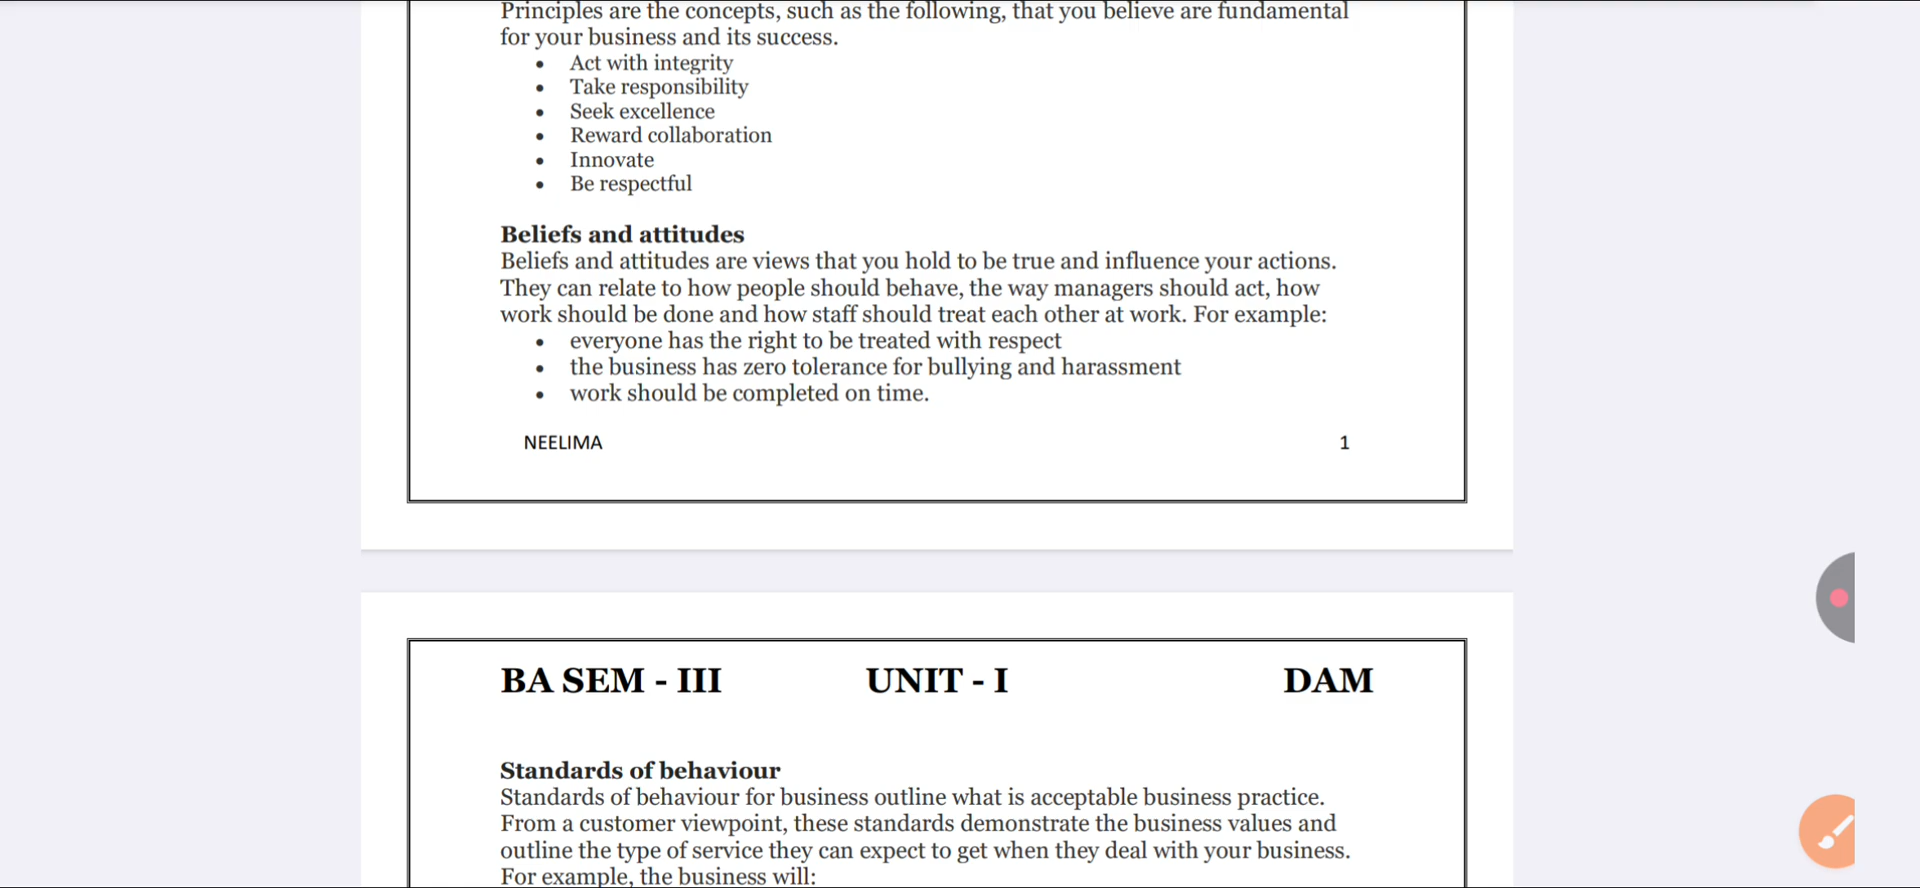 Principles are the concepts, such as the following, that you believe are fundamental
for your business and its success.
• Act with integrity
• Take responsibility
• Seek excellence
• Reward collaboration
• Innovate
• Be respectful
Beliefs and attitudes
Beliefs and attitudes are views that you hold to be true and influence your actions.
They can relate to how people should behave, the way managers should act, how
work should be done and how staff should treat each other at work. For example:
• everyone has the right to be treated with respect
• the business has zero tolerance for bullying and harassment
• work should be completed on time.
NEELIMA 1
BA SEM - III UNIT - I DAM
Standards of behaviour
Standards of behaviour for business outline what is acceptable business practice.
From a customer viewpoint, these standards demonstrate the business values and
outline the type of service they can expect to get when they deal with your business.
For example, the business will: